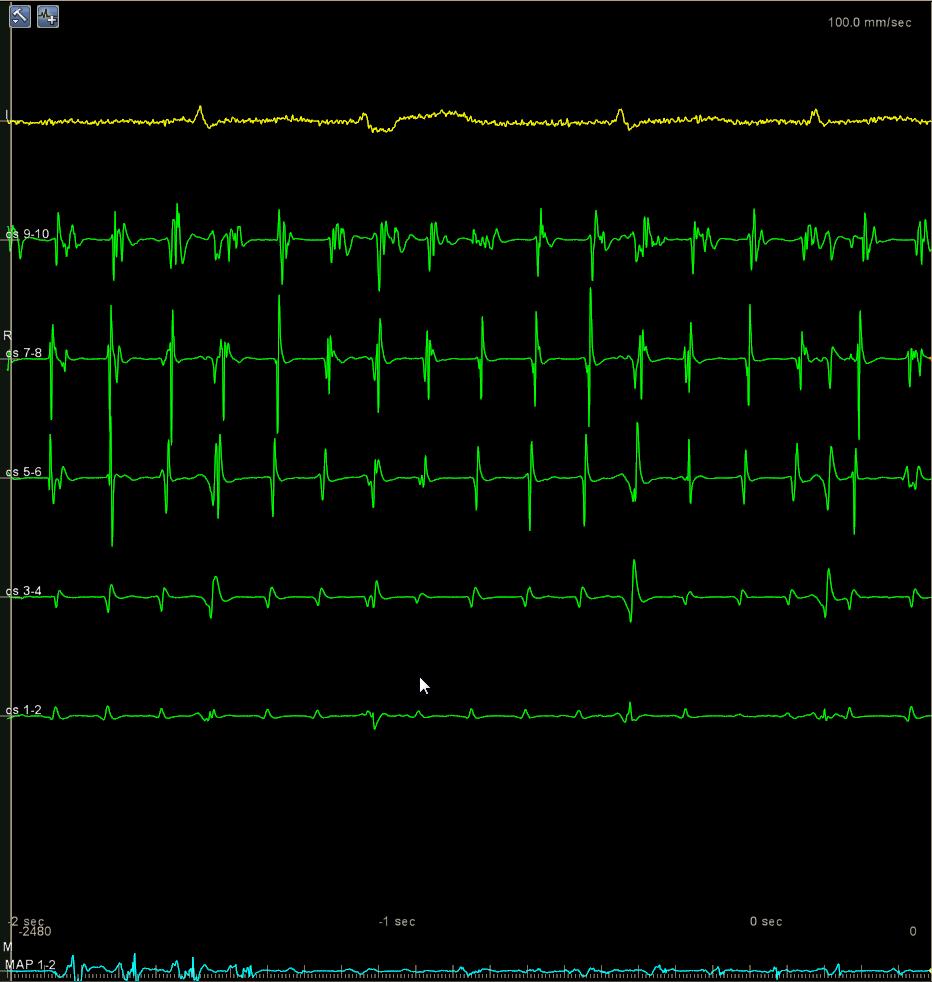 100.0 mm/sec
I
cs 9-10
R
cs 7-8
cs 5-6
cs 3-4
cs 1-2
-2 sec
-1 sec
0 sec
-2480
0
M
MAP 1-2